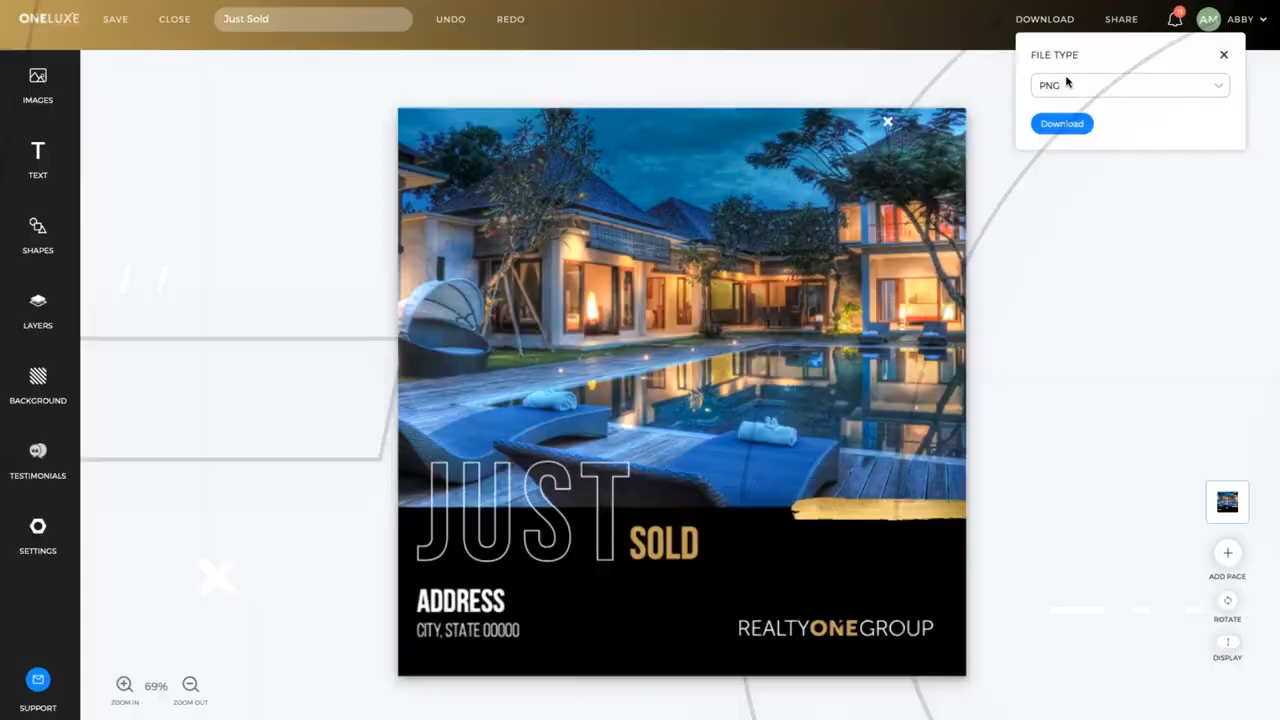 ONELUXE
SAVE
CLOSE
Just Sold
UNDO
REDO
DOWNLOAD
SHARE
13
AM
ABBY
FILE TYPE
PNG
Download
IMAGES
T
TEXT
SHAPES
LAYERS
BACKGROUND
TESTIMONIALS
SETTINGS
SUPPORT
JUST
SOLD
ADDRESS
CITY, STATE 00000
REALTYONEGROUP
ADD PAGE
ROTATE
DISPLAY
69%
ZOOM IN
ZOOM OUT